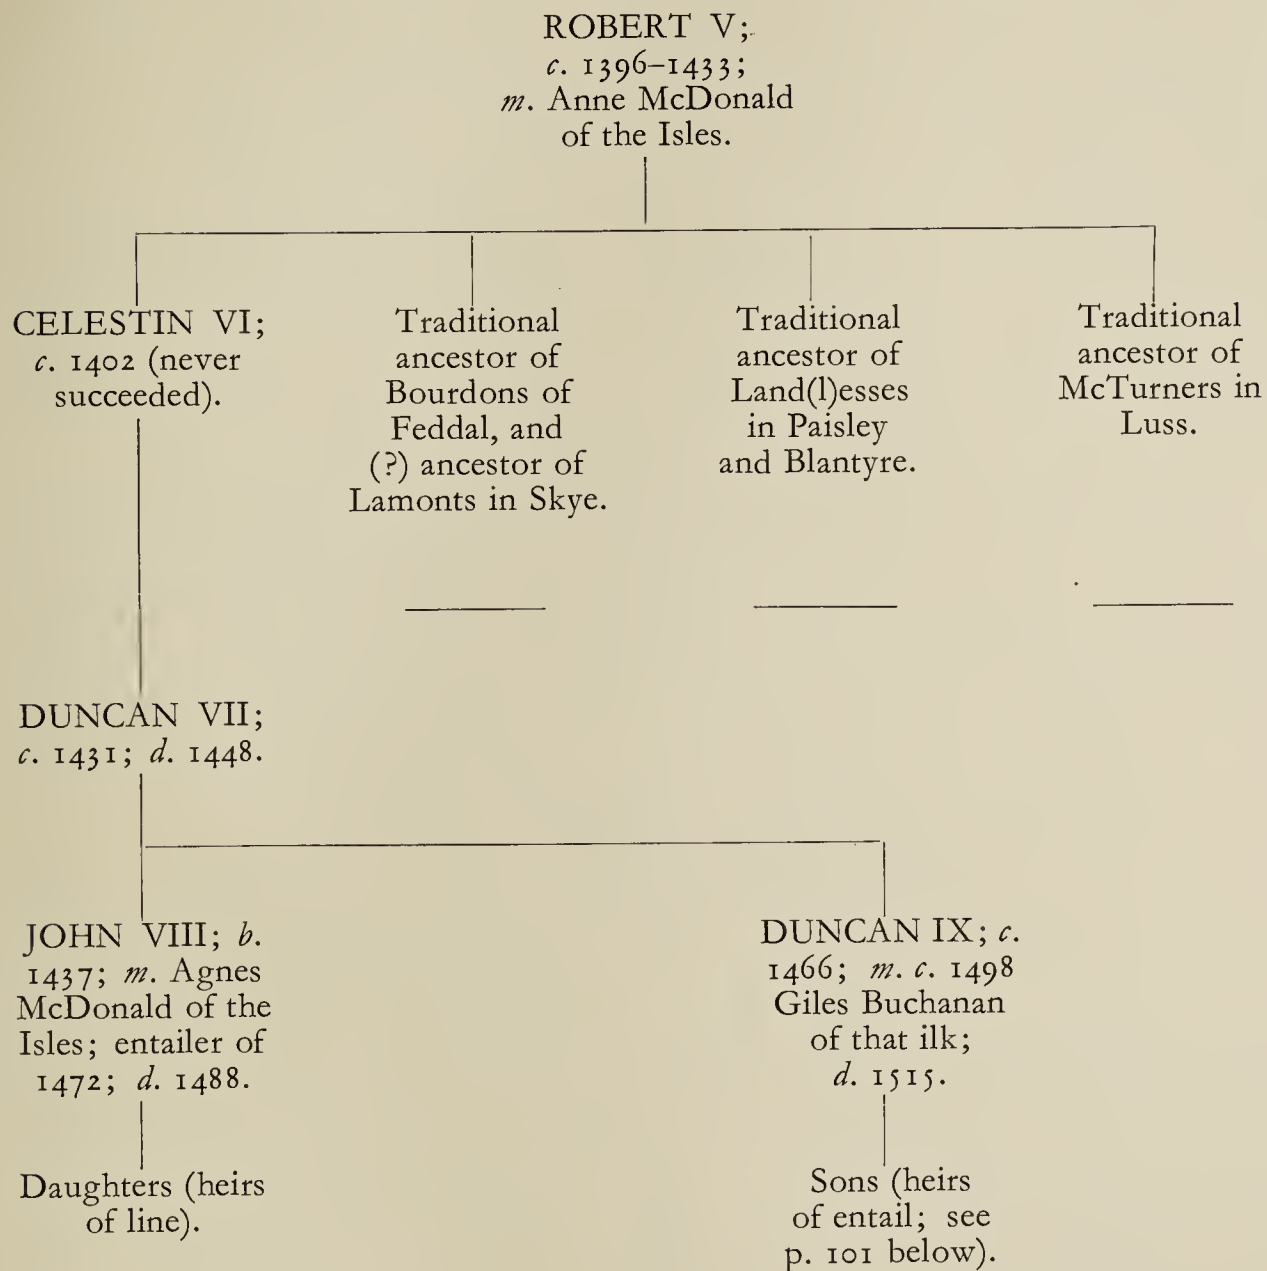 ROBERT V;
c. 1396–1433;
m. Anne McDonald
of the Isles.
CELESTIN VI;
c. 1402 (never
succeeded).
Traditional
ancestor of
Bourdons of
Feddal, and
(?) ancestor of
Lamonts in Skye.
Traditional
ancestor of
Land(l)esses
in Paisley
and Blantyre.
Traditional
ancestor of
McTurners in
Luss.
DUNCAN VII;
c. 1431; d. 1448.
JOHN VIII; b.
1437; m. Agnes
McDonald of the
Isles; entailer of
1472; d. 1488.
DUNCAN IX; c.
1466; m. c. 1498
Giles Buchanan
of that ilk;
d. 1515.
Daughters (heirs
of line).
Sons (heirs
of entail; see
p. 101 below).